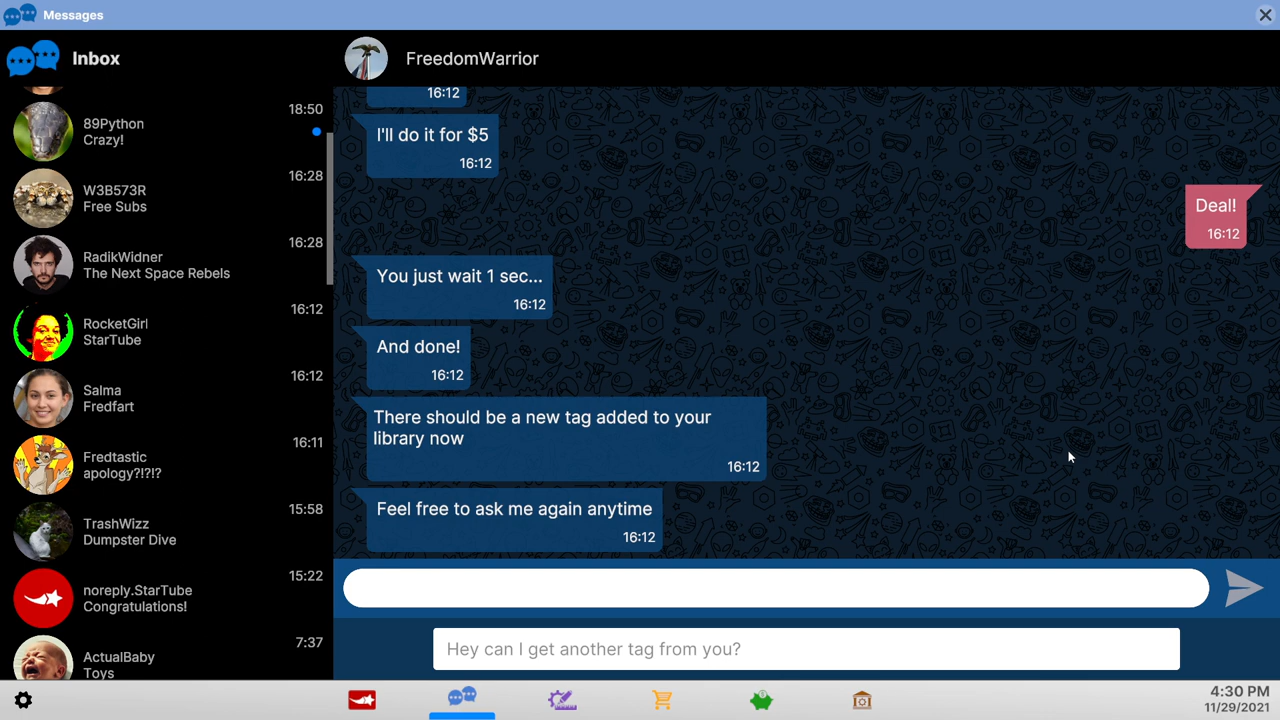 Messages
Inbox
18:50
89Python
Crazy!
16:28
W3B573R
Free Subs
16:28
RadikWidner
The Next Space Rebels
16:12
RocketGirl
StarTube
16:12
Salma
Fredfart
16:11
Fredtastic
apology?!?!?
15:58
TrashWizz
Dumpster Dive
15:22
noreply.StarTube
Congratulations!
7:37
ActualBaby
Toys
FreedomWarrior
16:12
I'll do it for $5
16:12
Deal!
16:12
You just wait 1 sec...
16:12
And done!
16:12
There should be a new tag added to your
library now
16:12
Feel free to ask me again anytime
16:12
Hey can I get another tag from you?
4:30 PM
11/29/2021